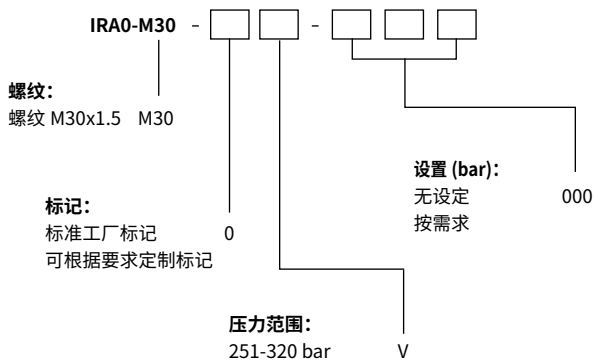 IRA0-M30 - -
螺纹：
螺纹 M30x1.5 M30
设置 (bar)：
无设定 000
按需求
标记：
标准工厂标记 0
可根据要求定制标记
压力范围：
251-320 bar V